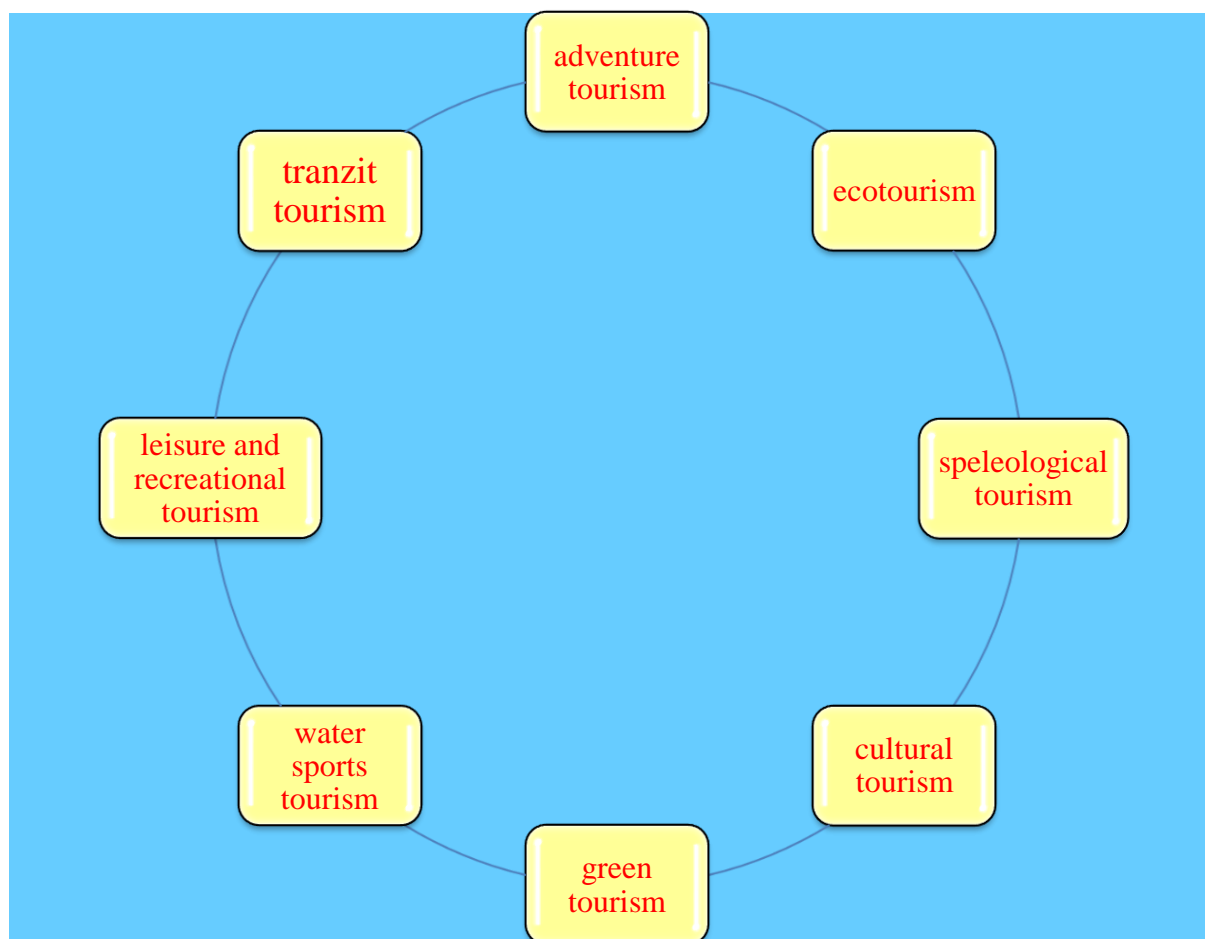 adventure
tourism
ecotourism
speleological
tourism
cultural
tourism
green
tourism
water
sports
tourism
leisure and
recreational
tourism
tranzit
tourism